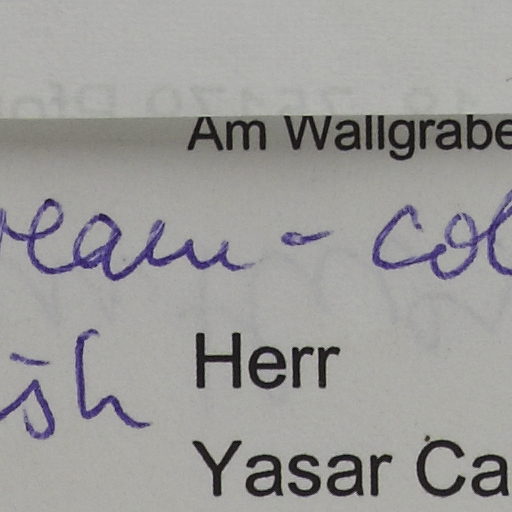 Am Wallgrabe
ream - col
ish
Herr
Yasar Ca